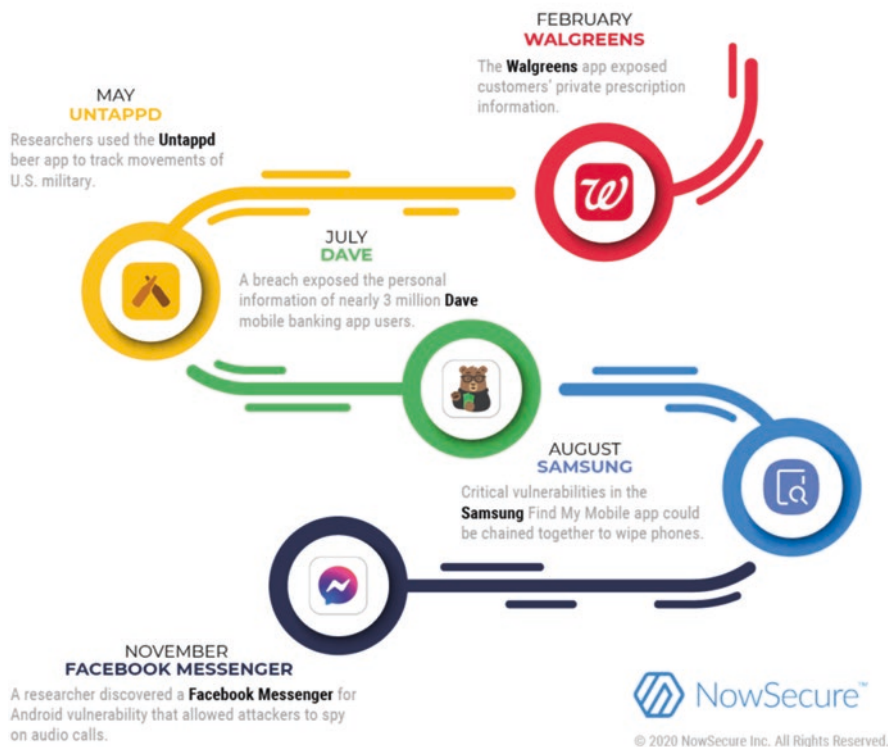 FEBRUARY
WALGREENS
The Walgreens app exposed
customers' private prescription
information.
MAY
UNTAPPD
Researchers used the Untappd
beer app to track movements of
U.S. military.
JULY
DAVE
A breach exposed the personal
information of nearly 3 million Dave
mobile banking app users.
AUGUST
SAMSUNG
Critical vulnerabilities in the
Samsung Find My Mobile app could
be chained together to wipe phones.
NOVEMBER
FACEBOOK MESSENGER
A researcher discovered a Facebook Messenger for
Android vulnerability that allowed attackers to spy
on audio calls.
NowSecure™
© 2020 NowSecure Inc. All Rights Reserved.